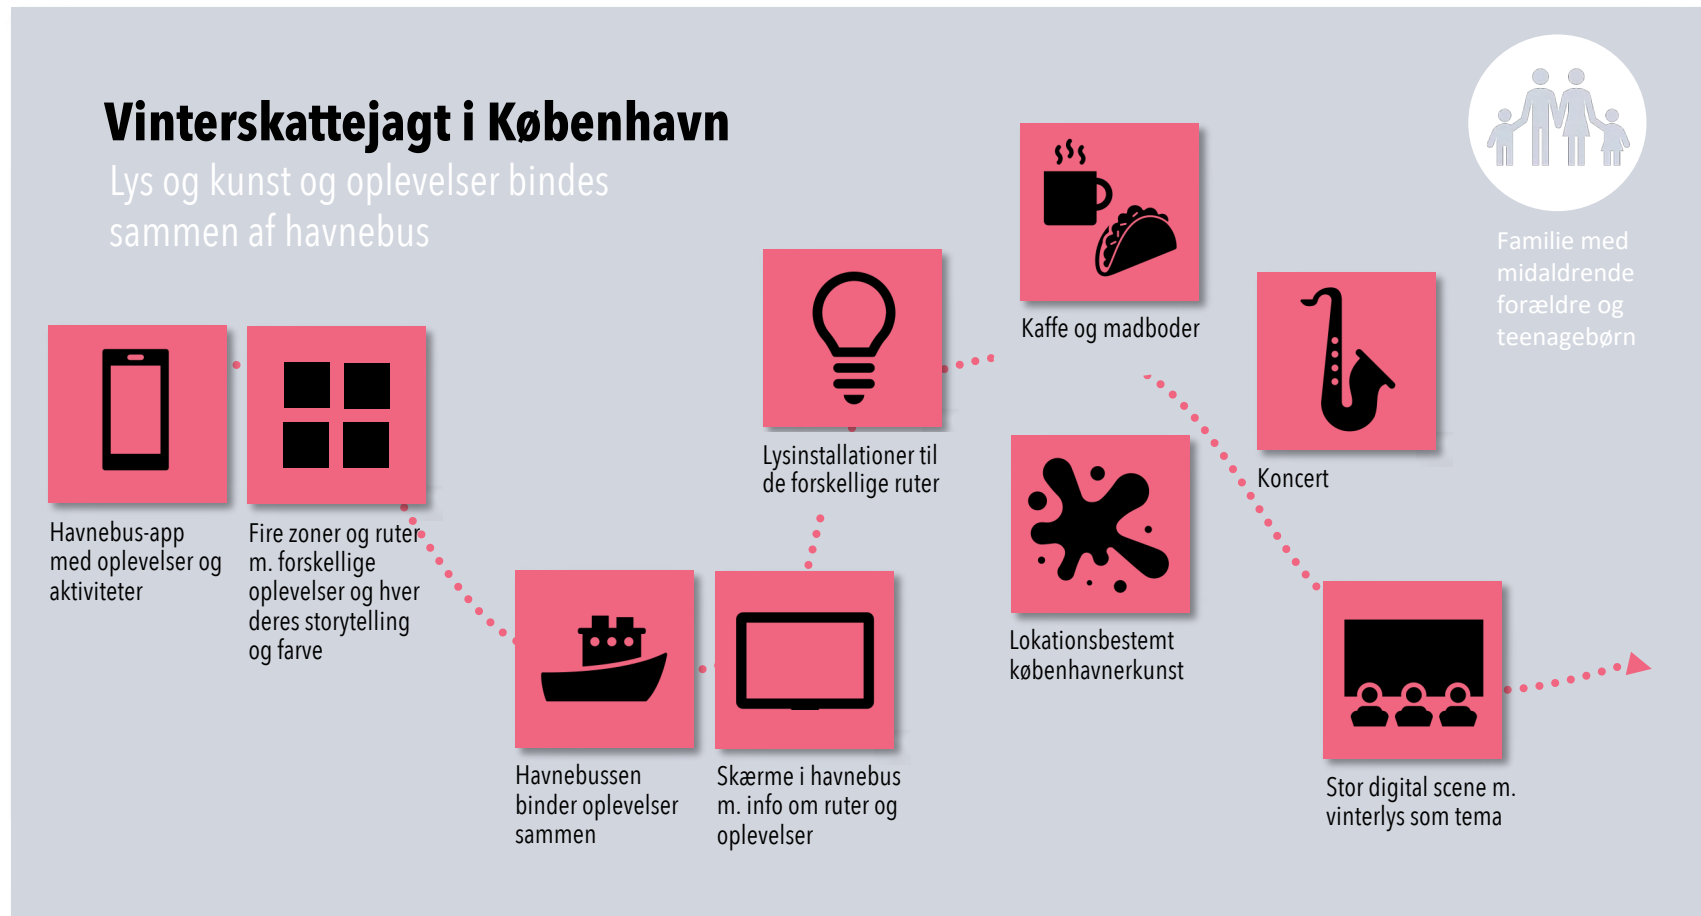 Vinterskattejagt i København
Lys og kunst og oplevelser bindes
sammen af havnebus
Familie med
midaldrende
forældre og
teenagebørn
Havnebus-app
med oplevelser og
aktiviteter
Fire zoner og ruter
m. forskellige
oplevelser og hver
deres storytelling
og farve
Havnebussen
binder oplevelser
sammen
Skærme i havnebus
m. info om ruter og
oplevelser
Lysinstallationer til
de forskellige ruter
Kaffe og madboder
Lokationsbestemt
københavnerkunst
Koncert
Stor digital scene m.
vinterlys som tema